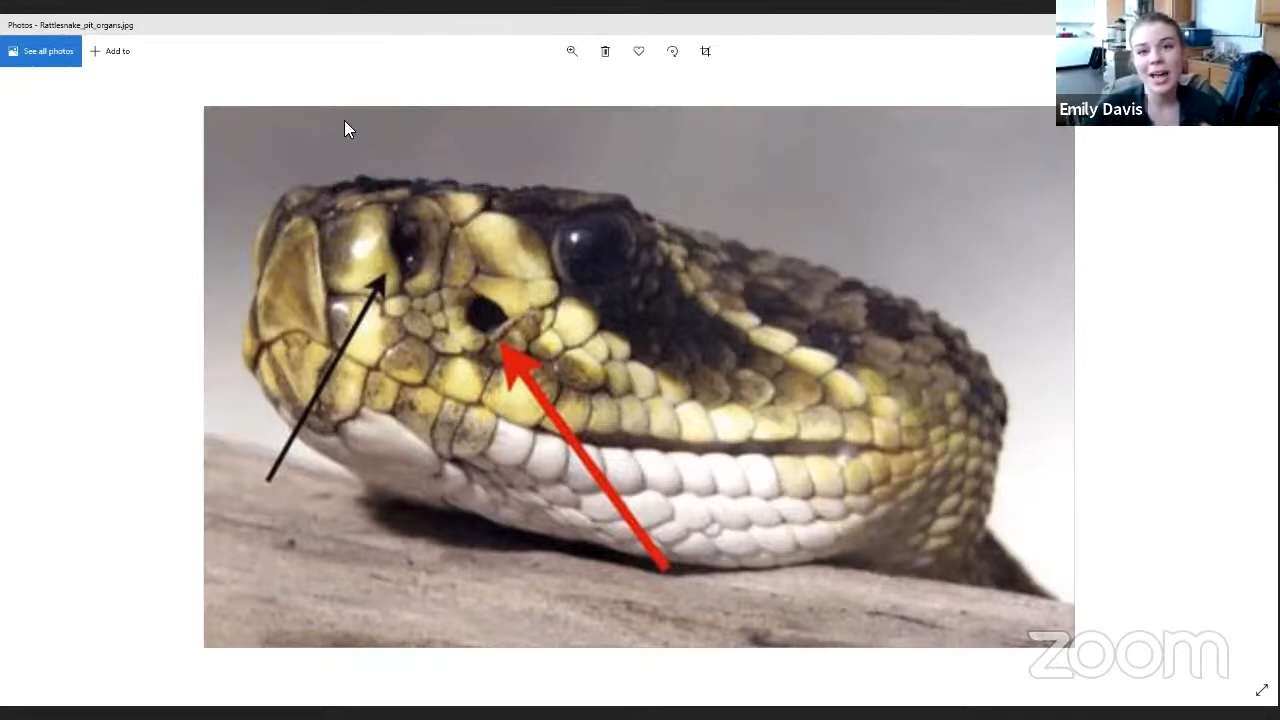 Photos - Rattlesnake_pit_organs.jpg
See all photos
Add to
Emily Davis
zoom